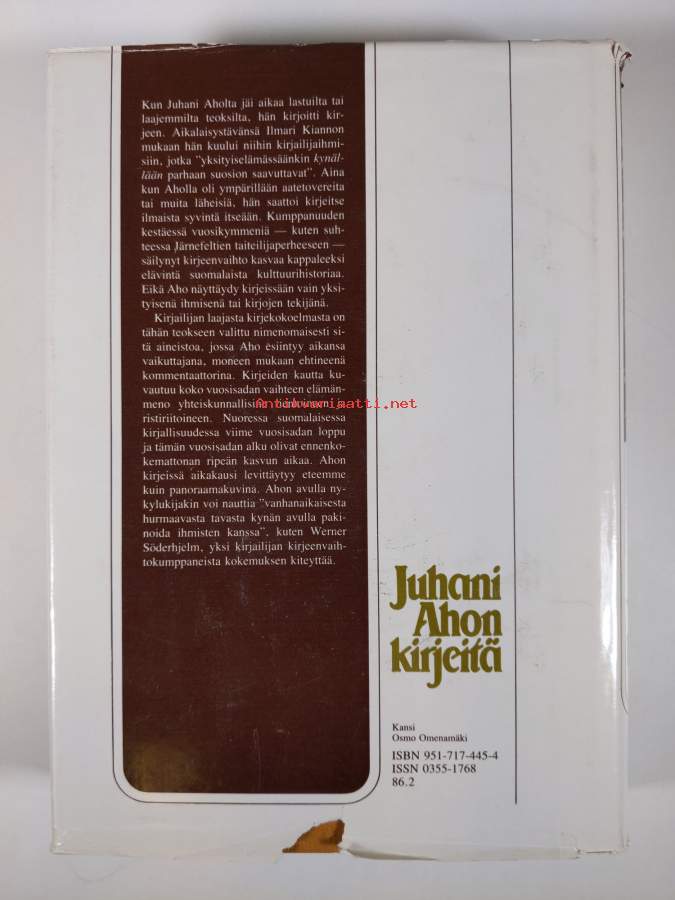 Kun Juhani Aholta jäi aikaa lastuilta tai
laajemmilta teoksilta, hän kirjoitti kir-
jeen. Aikalaisystävänsä Ilmari Kiannon
mukaan hän kuului niihin kirjailijaihmi-
siin, jotka "yksityiselämässäänkin kynäl-
lään parhaan suosion saavuttavat". Aina
kun Aholla oli ympärillään aatetovereita
tai muita läheisiä, hän saattoi kirjeitse
ilmaista syvintä itseään. Kumppanuuden
kestäessä vuosikymmeniä — kuten suh-
teessa Järnefeltien taiteilijaperheeseen —
säilynyt kirjeenvaihto kasvaa kappaleeksi
elävintä suomalaista kulttuurihistoriaa.
Eikä Aho näyttäydy kirjeissään vain yksi-
tyisenä ihmisenä tai kirjojen tekijänä.
Kirjailijan laajasta kirjekokoelmasta on
tähän teokseen valittu nimenomaisesti si-
tä aineistoa, jossa Aho esiintyy aikansa
vaikuttajana, moneen mukaan ehtineenä
kommentaattorina. Kirjeiden kautta ku-
vautuu koko vuosisadan vaihteen elämän-
meno yhteiskunnallisine
ristiriitoineen. Nuoressa suomalaisessa
kirjallisuudessa viime vuosisadan loppu
ja tämän vuosisadan alku olivat ennenko-
kemattoman ripeän kasvun aikaa. Ahon
kirjeissä aikakausi levittäytyy eteemme
kuin panoraamakuvina. Ahon avulla ny-
kylukijakin voi nauttia "vanhanaikaisesta
hurmaavasta tavasta kynän avulla paki-
noida ihmisten kanssa", kuten Werner
Söderhjelm, yksi kirjailijan kirjeenvaih-
tokumppaneista kokemuksen kiteyttää.
Antikvariaatti.net
Juhani
Ahon
kirjeitä
Kansi
Osmo Omenamäki
ISBN 951-717-445-4
ISSN 0355-1768
86.2